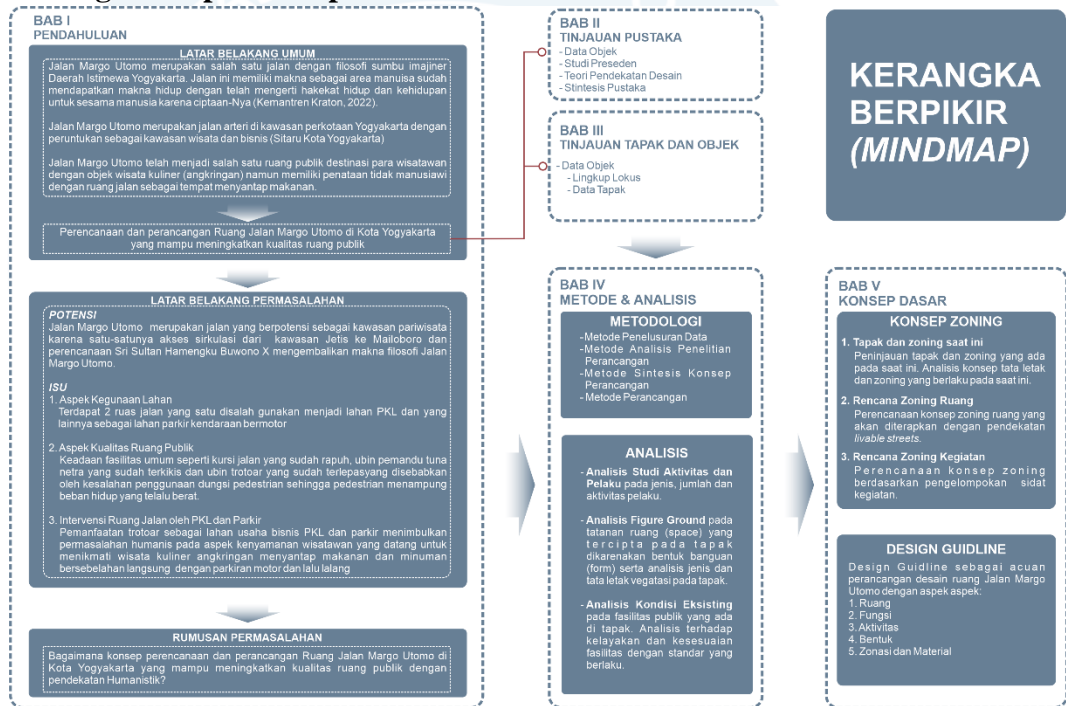 BAB I
PENDAHULUAN
LATAR BELAKANG UMUM
Jalan Margo Utomo merupakan salah satu jalan dengan filosofi sumbu imajiner
Daerah Istimewa Yogyakarta. Jalan ini memiliki makna sebagai area manuisa sudah
mendapatkan makna hidup dengan telah mengerti hakekat hidup dan kehidupan
untuk sesama manusia karena ciptaan-Nya (Kemantren Kraton, 2022).
Jalan Margo Utomo merupakan jalan arteri di kawasan perkotaan Yogyakarta dengan
peruntukan sebagai kawasan wisata dan bisnis (Sitaru Kota Yogyakarta)
Jalan Margo Utomo telah menjadi salah satu ruang publik destinasi para wisatawan
dengan objek wisata kuliner (angkringan) namun memiliki penataan tidak manusiawi
dengan ruang jalan sebagai tempat menyantap makanan.
Perencanaan dan perancangan Ruang Jalan Margo Utomo di Kota Yogyakarta
yang mampu meningkatkan kualitas ruang publik
LATAR BELAKANG PERMASALAHAN
POTENSI
Jalan Margo Utomo merupakan jalan yang berpotensi sebagai kawasan pariwisata
karena satu-satunya akses sirkulasi dari kawasan Jetis ke Mailoboro dan
perencanaan Sri Sultan Hamengku Buwono X mengembalikan makna filosofi Jalan
Margo Utomo.
ISU
1. Aspek Kegunaan Lahan
Terdapat 2 ruas jalan yang satu disalah gunakan menjadi lahan PKL dan yang
lainnya sebagai lahan parkir kendaraan bermotor
2. Aspek Kualitas Ruang Publik
Keadaan fasilitas umum seperti kursi jalan yang sudah rapuh, ubin pemandu tuna
netra yang sudah terkikis dan ubin trotoar yang sudah terlepasyang disebabkan
oleh kesalahan penggunaan dungsi pedestrian sehingga pedestrian menampung
beban hidup yang telalu berat.
3. Intervensi Ruang Jalan oleh PKL dan Parkir
Pemanfaatan trotoar sebagai lahan usaha bisnis PKL dan parkir menimbulkan
permasalahan humanis pada aspek kenyamanan wisatawan yang datang untuk
menikmati wisata kuliner angkringan menyantap makanan dan minuman
bersebelahan langsung dengan parkiran motor dan lalu lalang
RUMUSAN PERMASALAHAN
Bagaimana konsep perencanaan dan perancangan Ruang Jalan Margo Utomo di
Kota Yogyakarta yang mampu meningkatkan kualitas ruang publik dengan
pendekatan Humanistik?
BAB II
TINJAUAN PUSTAKA
- Data Objek
- Studi Preseden
- Teori Pendekatan Desain
- Stintesis Pustaka
BAB III
TINJAUAN TAPAK DAN OBJEK
- Data Objek
- Lingkup Lokus
- Data Tapak
BAB IV
METODE & ANALISIS
METODOLOGI
- Metode Penelusuran Data
- Metode Analisis Penelitian
Perancangan
- Metode Sintesis Konsep
Perancangan
- Metode Perancangan
ANALISIS
- Analisis Studi Aktivitas dan
Pelaku pada jenis, jumlah dan
aktivitas pelaku.
- Analisis Figure Ground pada
tatanan ruang (space) yang
tercipta pada tapak
dikarenakan bentuk banguan
(form) serta analisis jenis dan
tata letak vegatasi pada tapak.
- Analisis Kondisi Eksisting
pada fasilitas publik yang ada
di tapak. Analisis terhadap
kelayakan dan kesesuaian
fasilitas dengan standar yang
berlaku.
KERANGKA
BERPIKIR
(MINDMAP)
BAB V
KONSEP DASAR
KONSEP ZONING
1. Tapak dan zoning saat ini
Peninjauan tapak dan zoning yang ada
pada saat ini. Analisis konsep tata letak
dan zoning yang berlaku pada saat ini.
2. Rencana Zoning Ruang
Perencanaan konsep zoning ruang yang
akan diterapkan dengan pendekatan
livable streets.
3. Rencana Zoning Kegiatan
Perencanaan konsep zoning
berdasarkan pengelompokan sidat
kegiatan.
DESIGN GUIDLINE
Design Guidline sebagai acuan
perancangan desain ruang Jalan Margo
Utomo dengan aspek aspek:
1. Ruang
2. Fungsi
3. Aktivitas
4. Bentuk
5. Zonasi dan Material